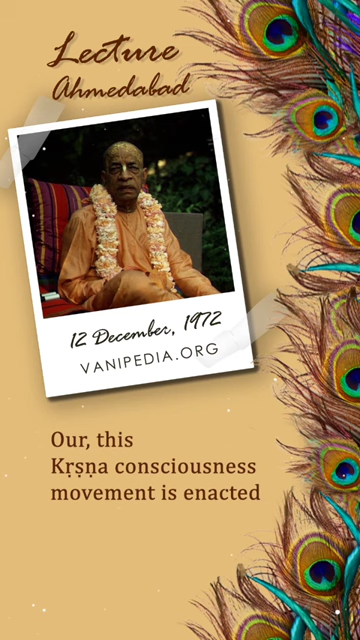 Lecture
Ahmedabad
12 December, 1972
VANIPEDIA.ORG
Our, this
Kṛṣṇa consciousness
movement is enacted